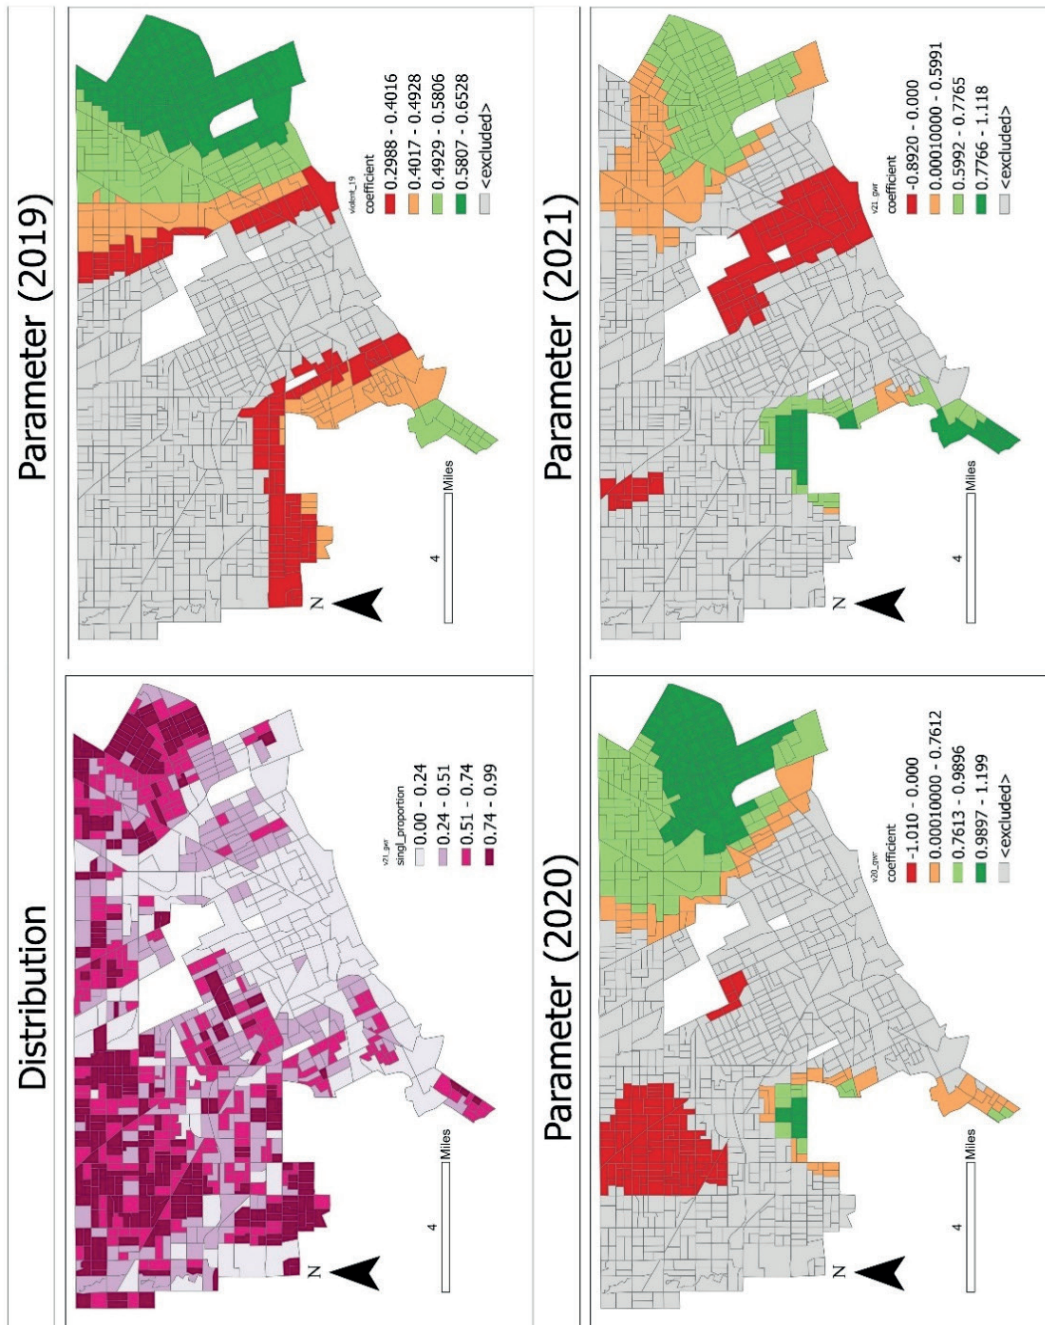 Distribution
v21_gwr
singl_proportion
0.00 - 0.24
0.24 - 0.51
0.51 - 0.74
0.74 - 0.99
N
4
Miles
Parameter (2019)
violent_19
coefficient
0.2988 - 0.4016
0.4017 - 0.4928
0.4929 - 0.5806
0.5807 - 0.6528
<excluded>
N
4
Miles
Parameter (2020)
v20_gwr
coefficient
-1.010 - 0.000
0.00010000 - 0.7612
0.7613 - 0.9896
0.9897 - 1.199
<excluded>
N
4
Miles
Parameter (2021)
v21_gwr
coefficient
-0.8920 - 0.000
0.00010000 - 0.5991
0.5992 - 0.7765
0.7766 - 1.118
<excluded>
N
4
Miles